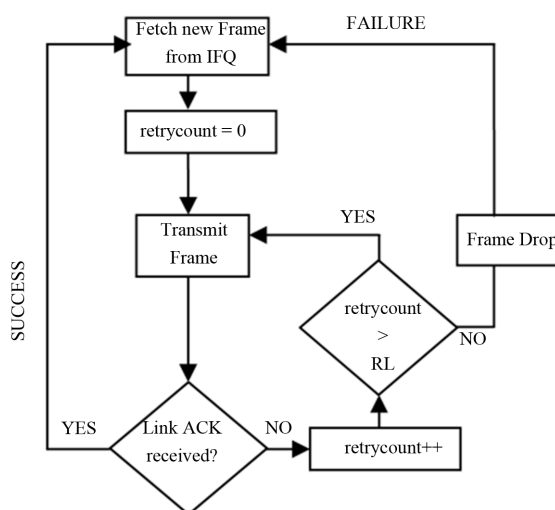 Fetch new Frame
from IFQ
FAILURE
retrycount = 0
YES
Transmit
Frame
Frame Drop
SUCCESS
retrycount
>
RL
NO
YES
Link ACK
received?
NO
retrycount++